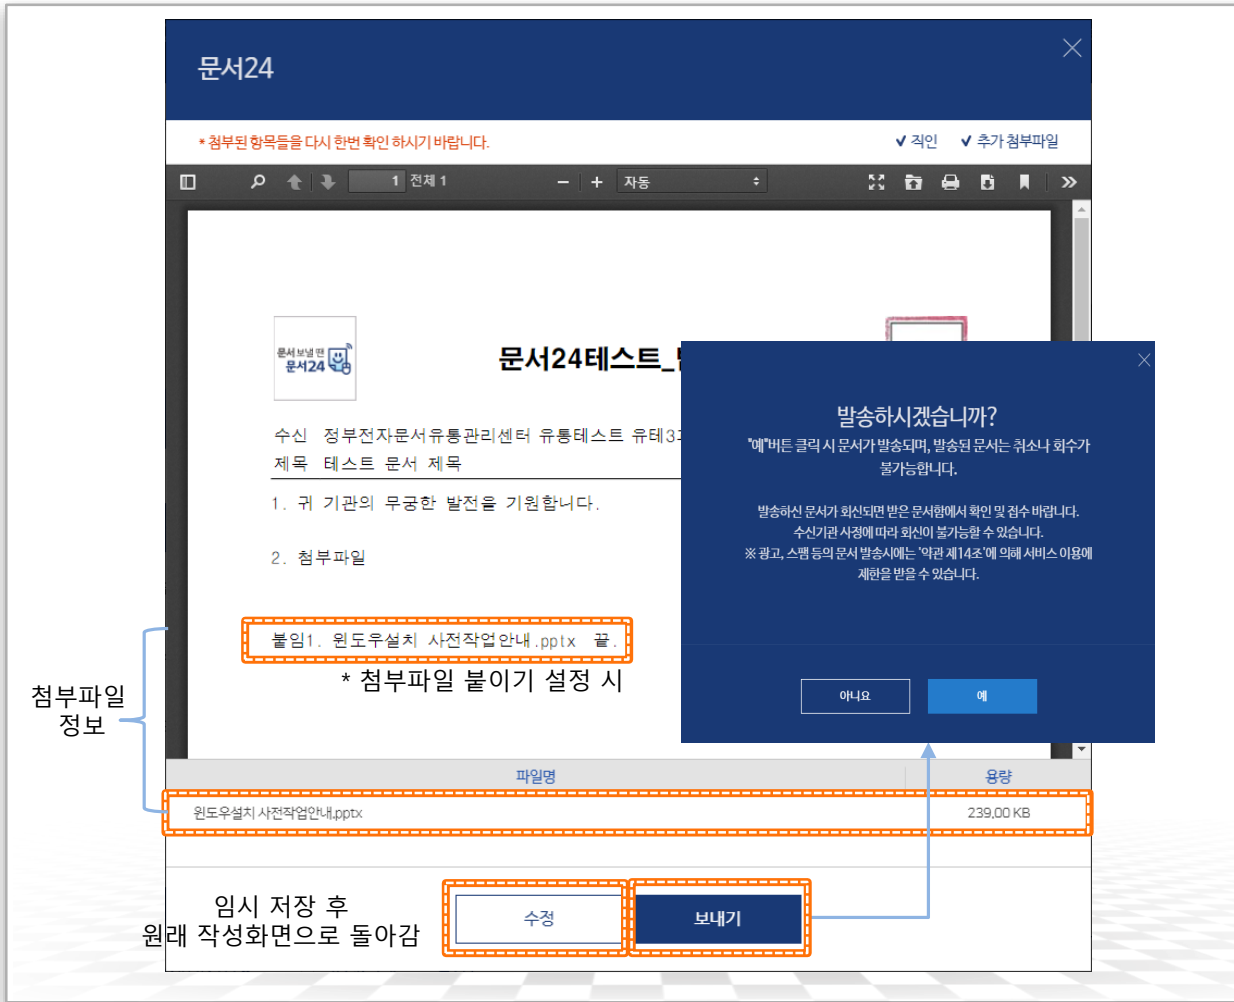 문서24
* 첨부된 항목들을 다시 한번 확인 하시기 바랍니다.
✔ 직인 ✔ 추가 첨부파일
1 전체 1
자동
문서보낼땐
문서24
문서24테스트_
수신 정부전자문서유통관리센터 유통테스트 유테3
제목 테스트 문서 제목
1. 귀 기관의 무궁한 발전을 기원합니다.
2. 첨부파일
붙임1. 윈도우설치 사전작업안내.pptx 끝.
* 첨부파일 붙이기 설정 시
발송하시겠습니까?
"예"버튼 클릭 시 문서가 발송되며, 발송된 문서는 취소나 회수가
불가능합니다.
발송하신 문서가 회신되면 받은 문서함에서 확인 및 접수 바랍니다.
수신기관 사정에 따라 회신이 불가능할 수 있습니다.
※ 광고, 스팸 등의 문서 발송시에는 '약관 제14조'에 의해 서비스 이용에
제한을 받을 수 있습니다.
아니요
예
첨부파일
정보
파일명 용량
윈도우설치 사전작업안내.pptx 239.00 KB
임시 저장 후
원래 작성화면으로 돌아감
수정
보내기